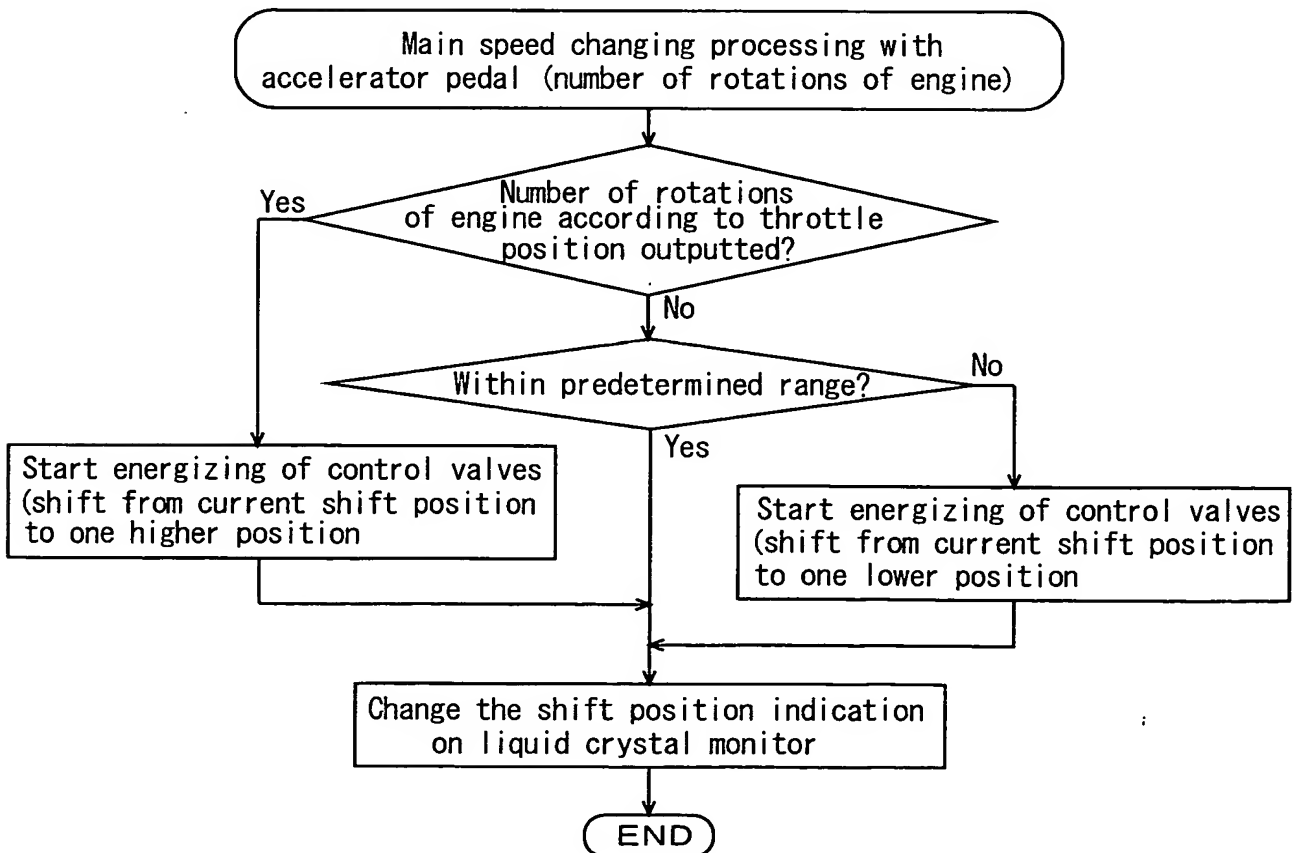 Main speed changing processing with
accelerator pedal (number of rotations of engine)
Number of rotations
of engine according to throttle
position outputted?
Yes
No
Within predetermined range?
No
Yes
Start energizing of control valves
(shift from current shift position
to one higher position
Start energizing of control valves
(shift from current shift position
to one lower position
Change the shift position indication
on liquid crystal monitor
END